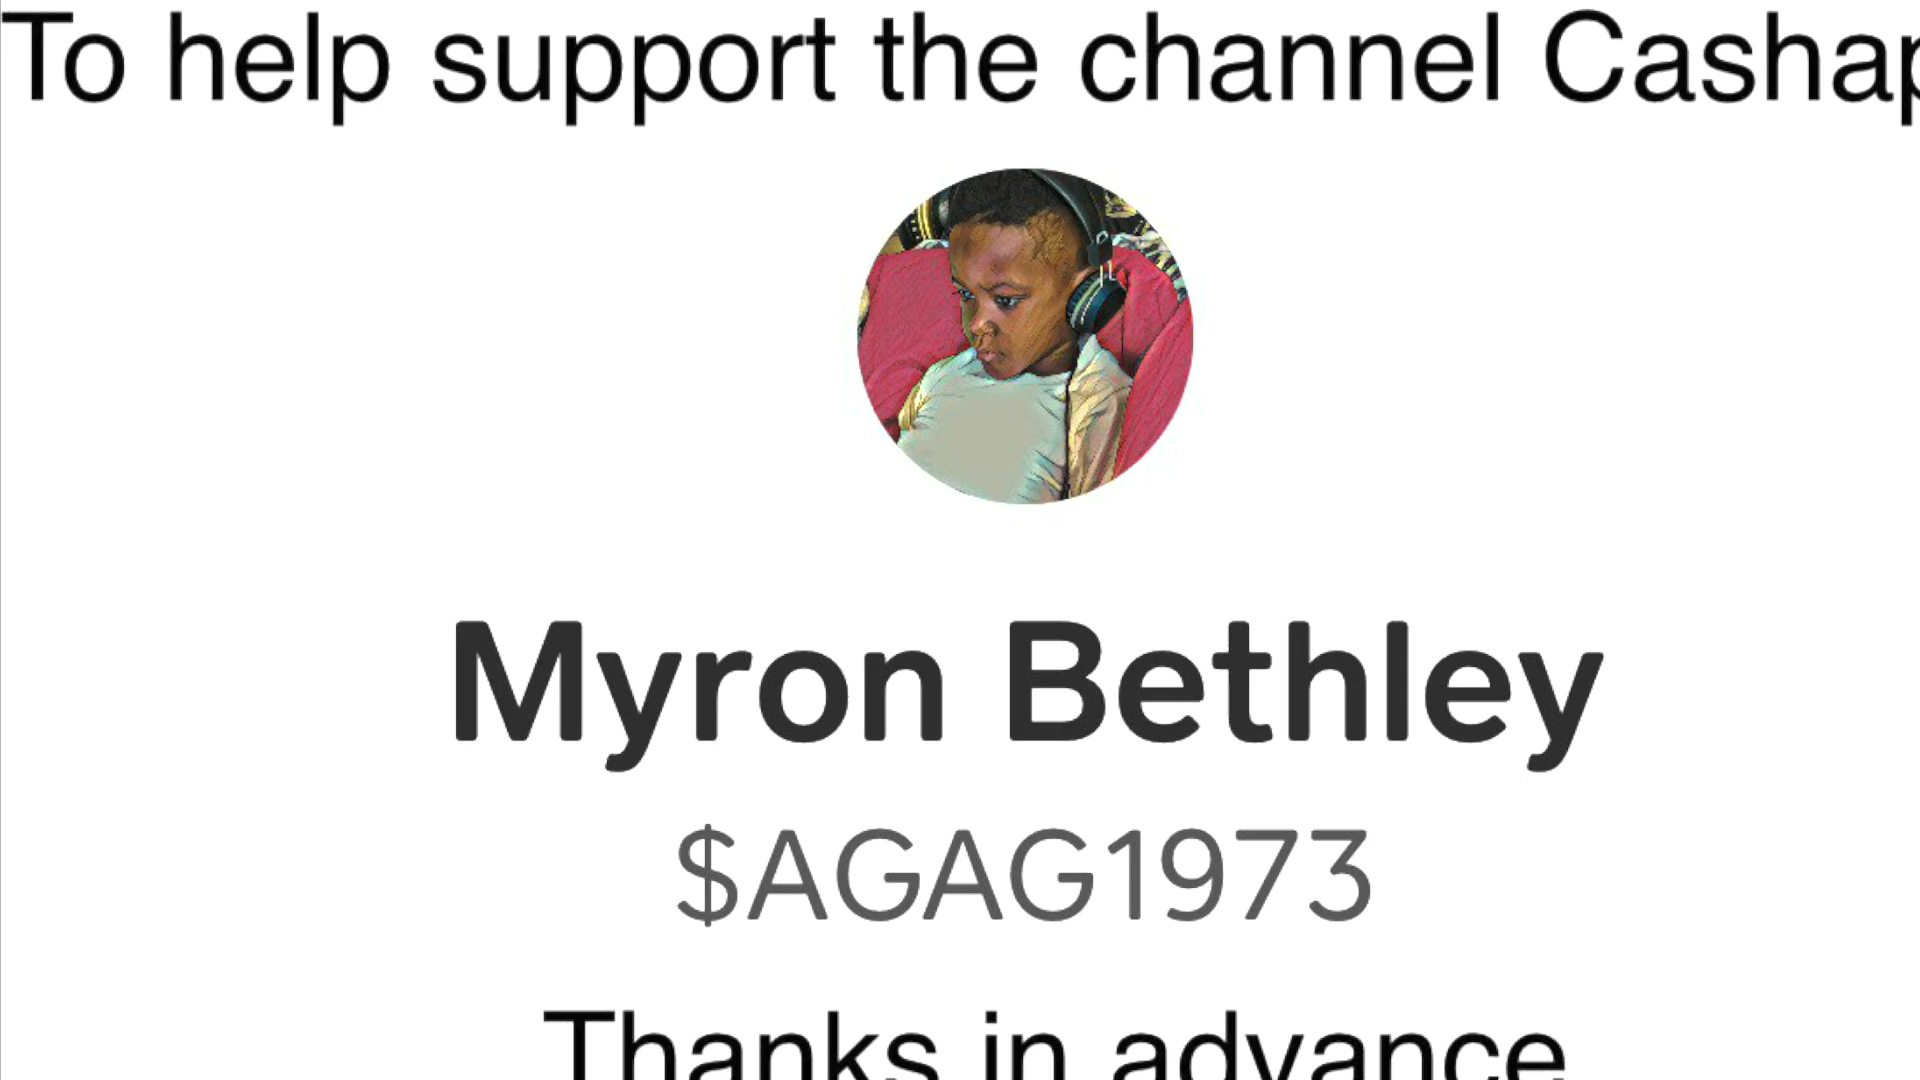 To help support the channel Cashap
Myron Bethley
$AGAG1973
Thanks in advance